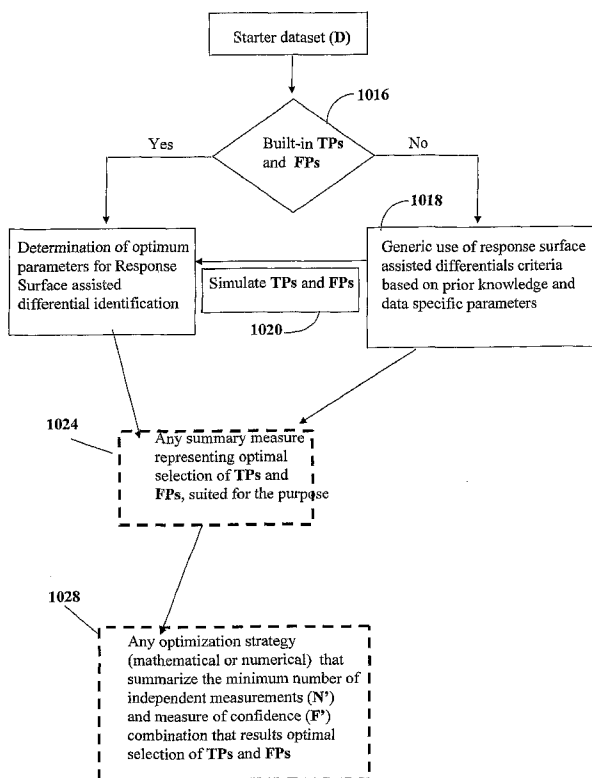 Starter dataset (D)
1016
Yes
Built-in TPs
and FPs
No
1018
Determination of optimum
parameters for Response
Surface assisted
differential identification
Simulate TPs and FPs
1020
Generic use of response surface
assisted differentials criteria
based on prior knowledge and
data specific parameters
1024
Any summary measure
representing optimal
selection of TPs and
FPs, suited for the purpose
1028
Any optimization strategy
(mathematical or numerical) that
summarize the minimum number of
independent measurements (N')
and measure of confidence (F')
combination that results optimal
selection of TPs and FPs